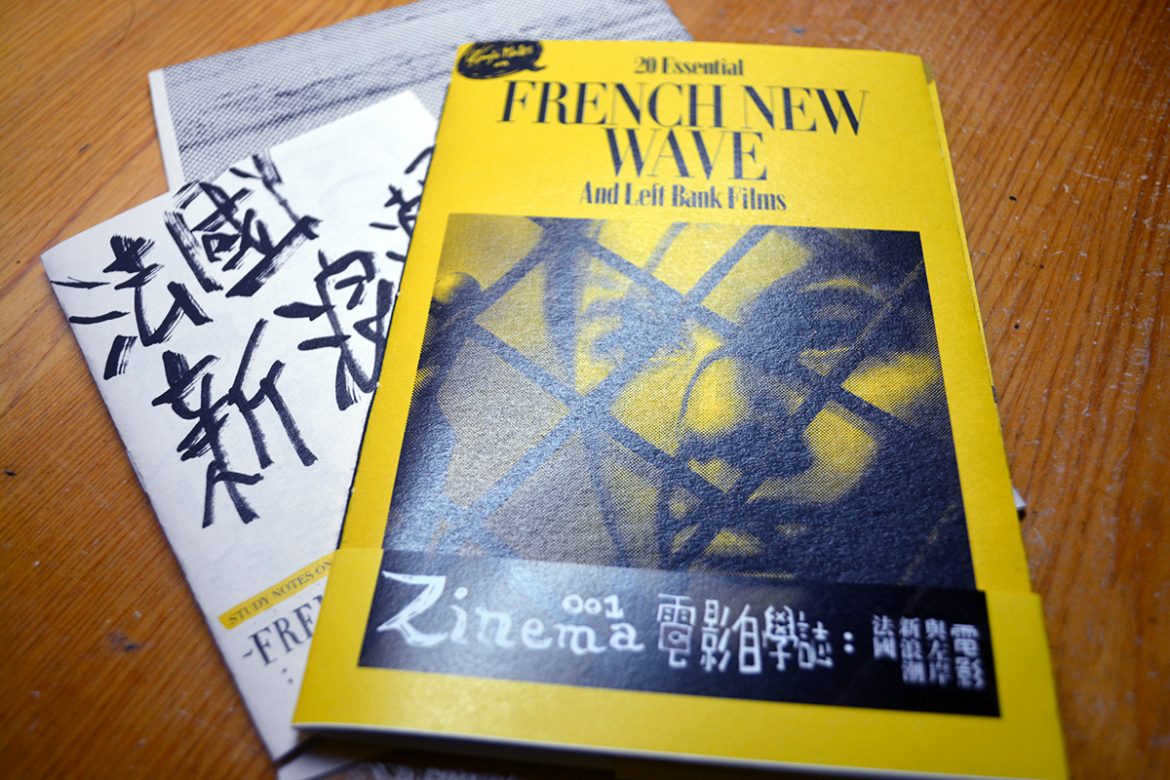 20 Essential
FRENCH NEW
WAVE
And Left Bank Films
Zinema 001
電影自學誌：
法國
新浪潮
與左岸
電影
法國
新
STUDY NOTES ON